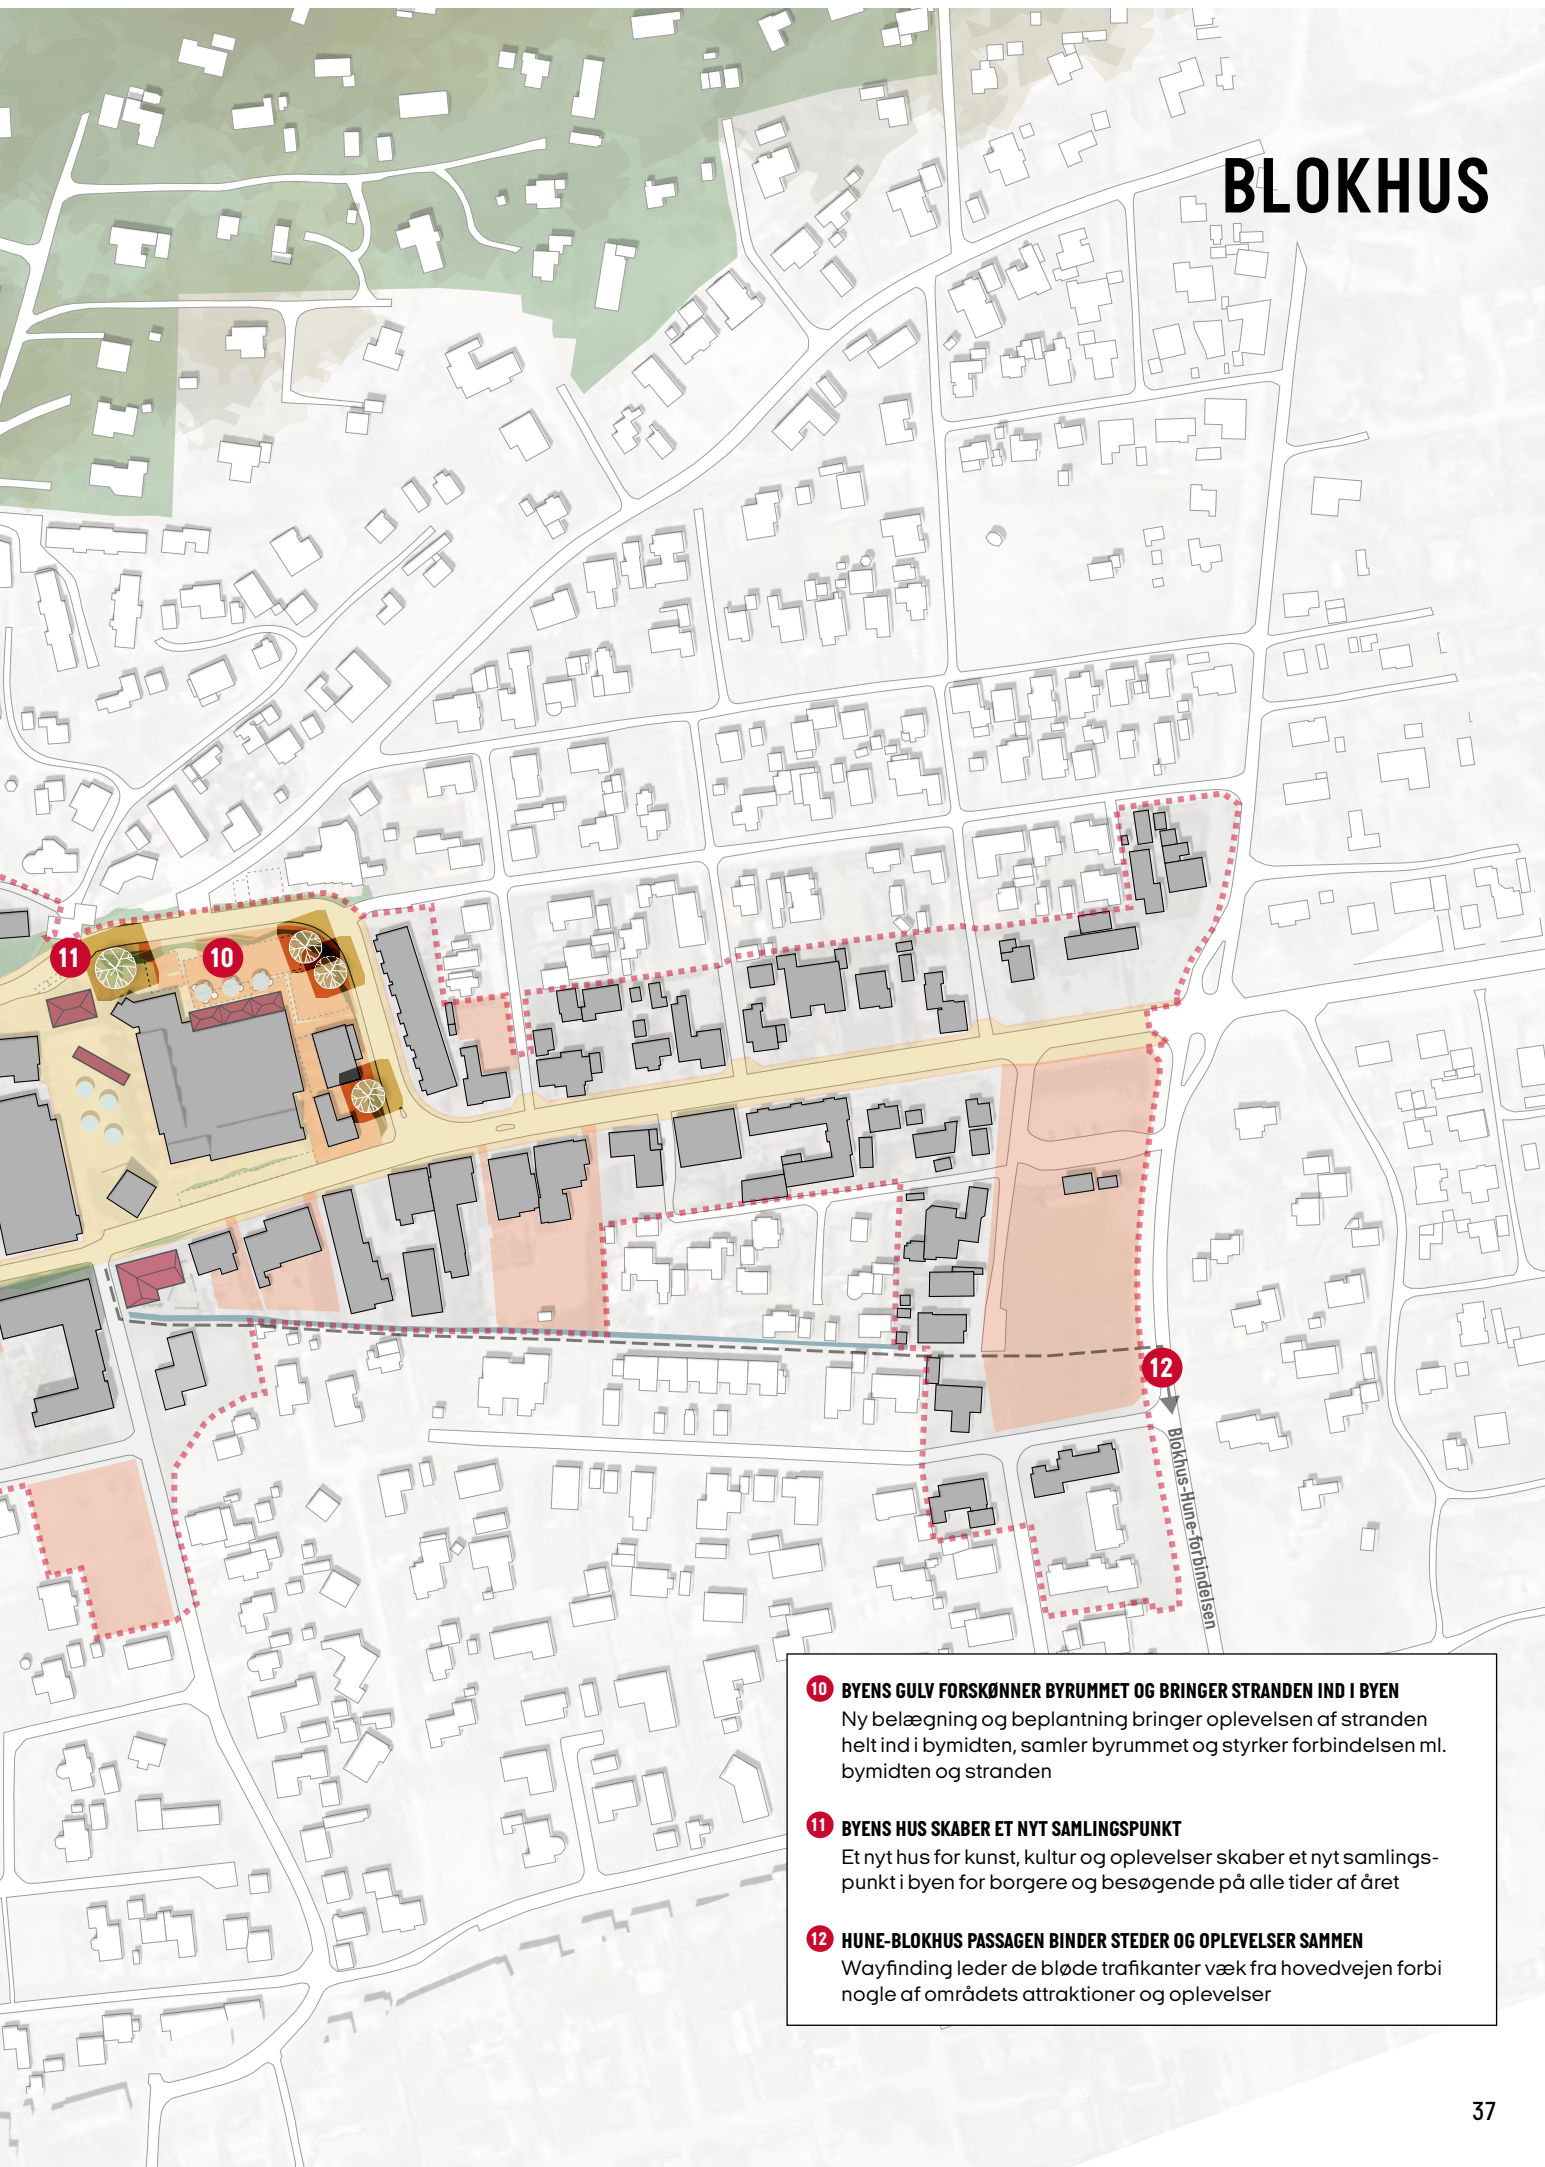 BLOKHUS
11
10
12
Blokhus-Hune-forbindelsen
10 BYENS GULV FORSKØNNER BYRUMMET OG BRINGER STRANDEN IND I BYEN
Ny belægning og beplantning bringer oplevelsen af stranden
helt ind i bymidten, samler byrummet og styrker forbindelsen ml.
bymidten og stranden
11 BYENS HUS SKABER ET NYT SAMLINGSPUNKT
Et nyt hus for kunst, kultur og oplevelser skaber et nyt samlings-
punkt i byen for borgere og besøgende på alle tider af året
12 HUNE-BLOKHUS PASSAGEN BINDER STEDER OG OPLEVELSER SAMMEN
Wayfinding leder de bløde trafikanter væk fra hovedvejen forbi
nogle af områdets attraktioner og oplevelser
37